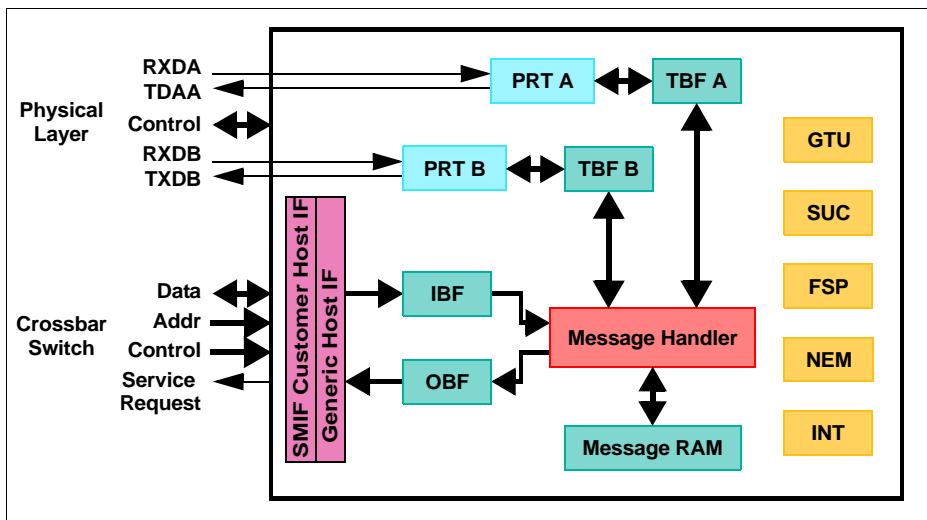 RXDA
TDAA
Physical
Layer
Control
RXDB
TXDB
PRT A
TBF A
PRT B
TBF B
GTU
SUC
FSP
NEM
INT
SMIF Customer Host IF
Generic Host IF
Data
Addr
Crossbar
Switch
Control
Service
Request
IBF
OBF
Message Handler
Message RAM